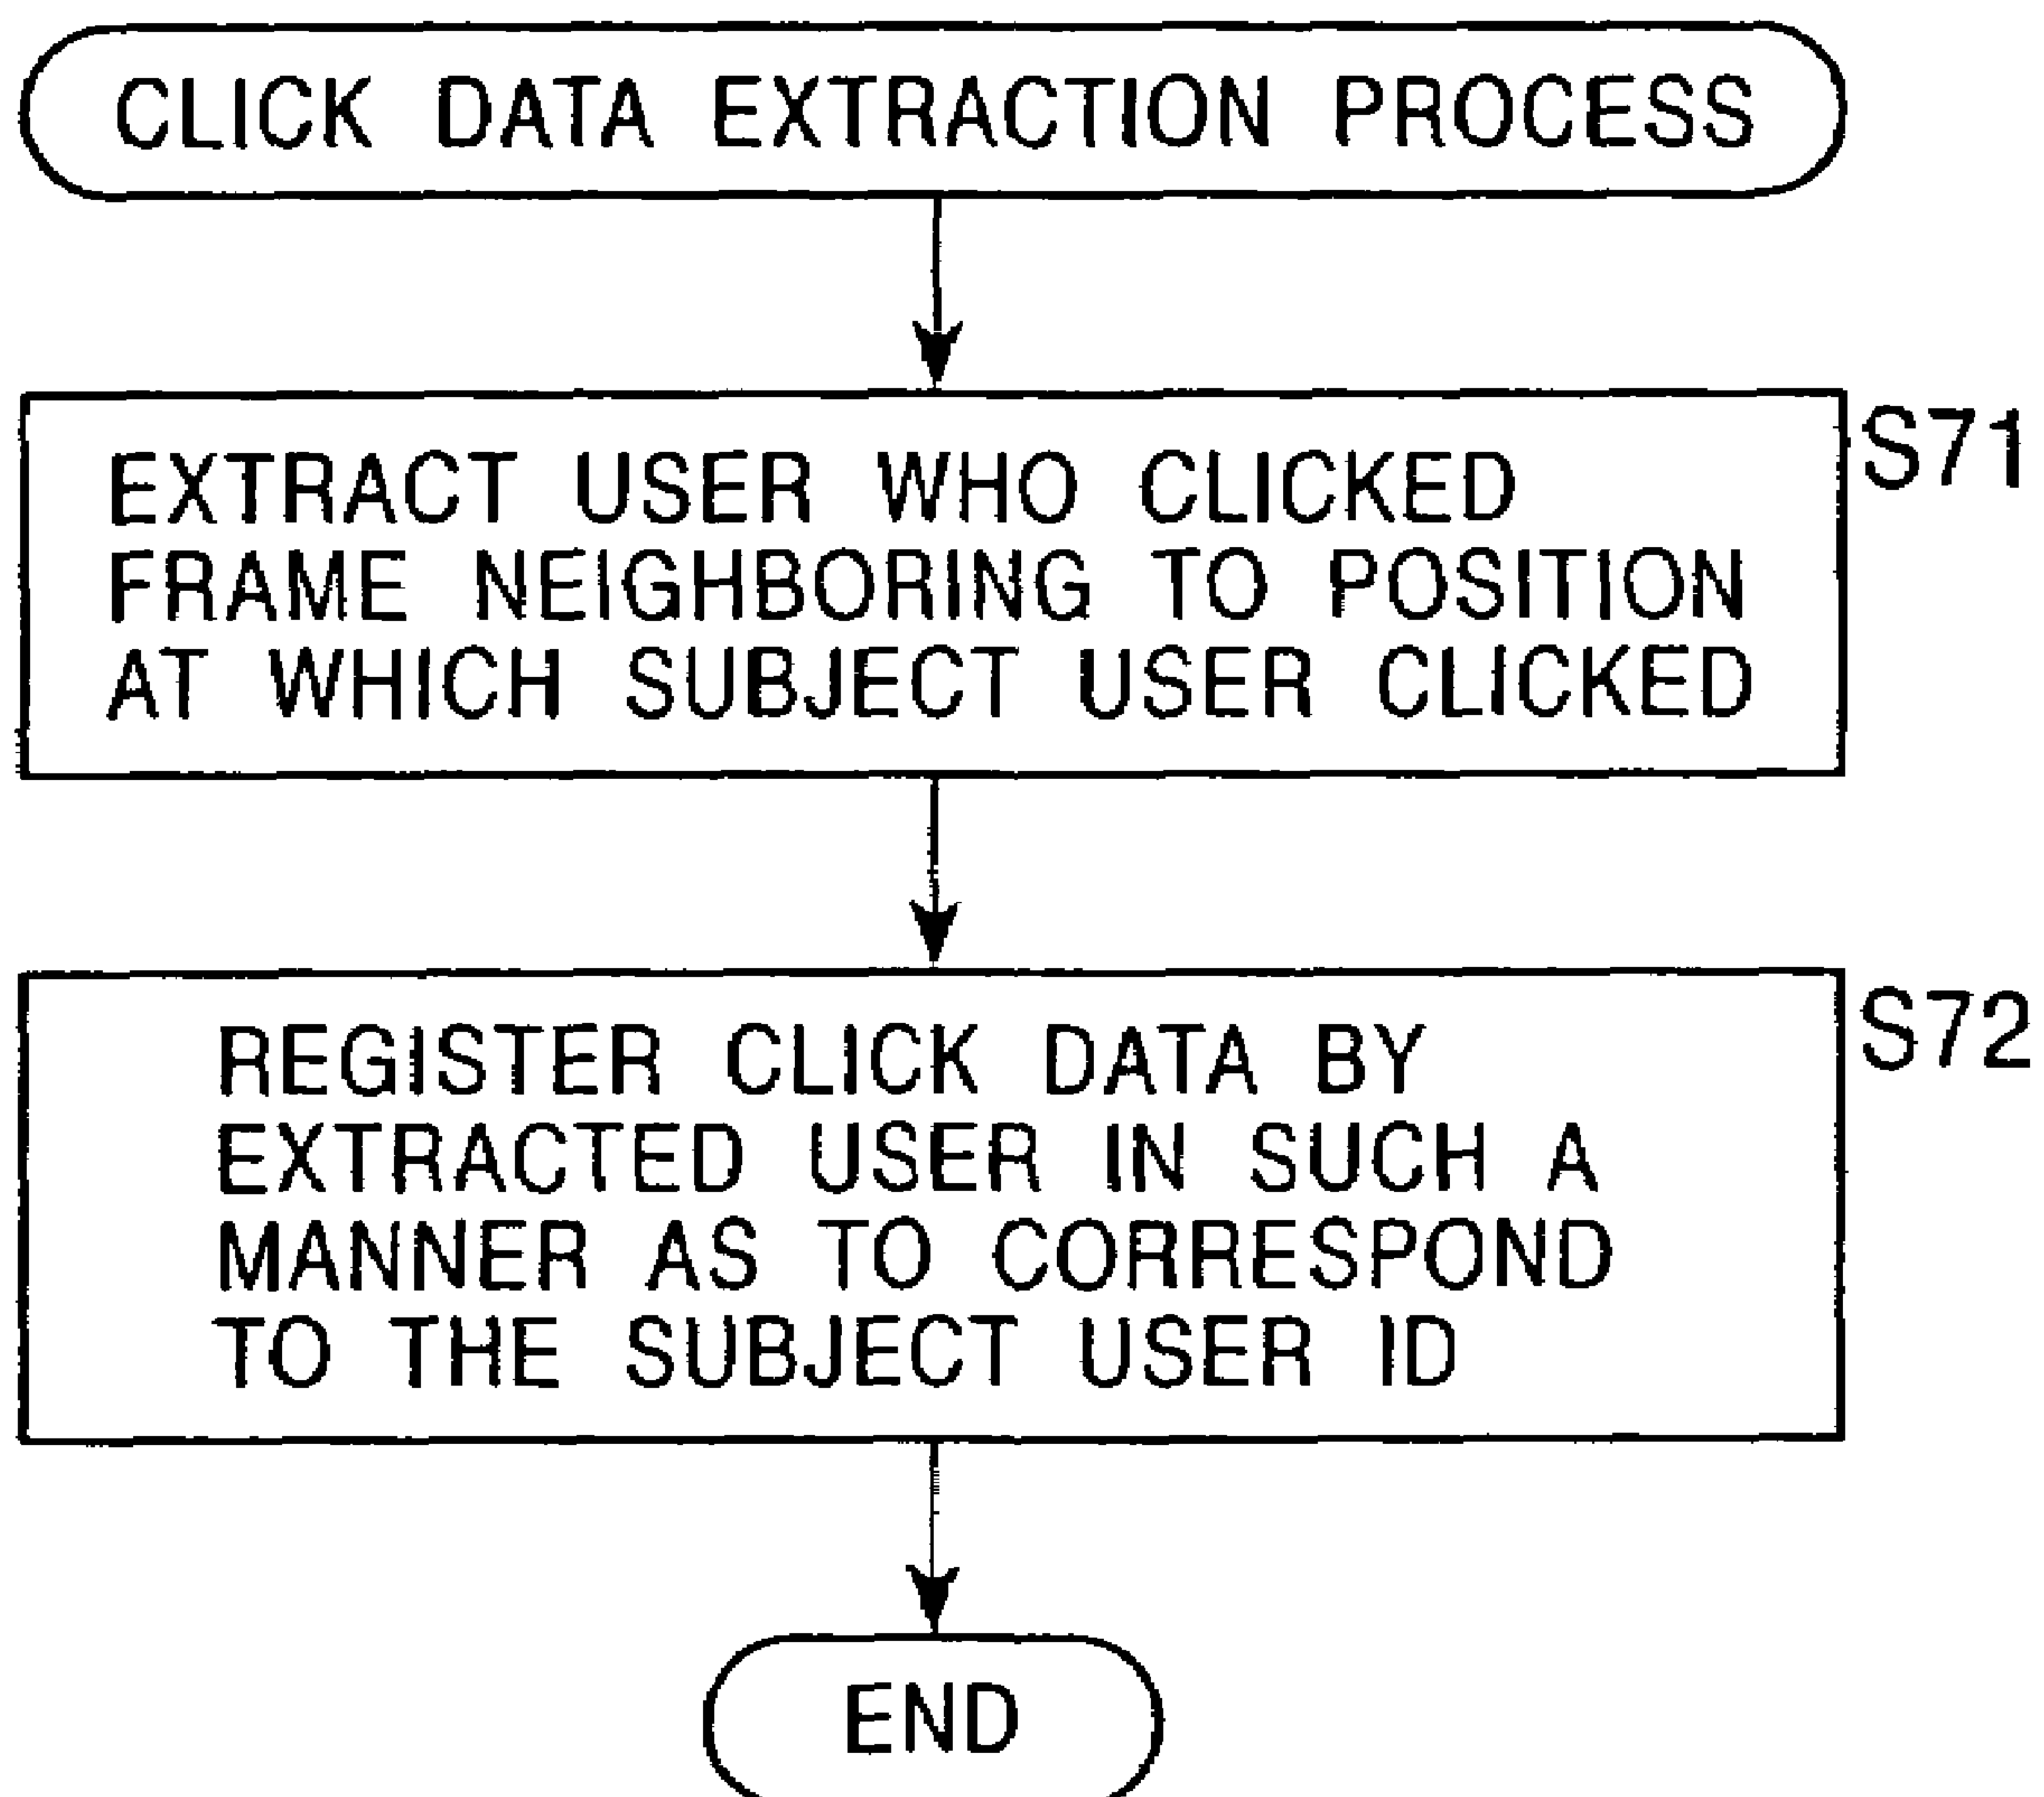 CLICK DATA EXTRACTION PROCESS
S71
EXTRACT USER WHO CLICKED
FRAME NEIGHBORING TO POSITION
AT WHICH SUBJECT USER CLICKED
S72
REGISTER CLICK DATA BY
EXTRACTED USER IN SUCH A
MANNER AS TO CORRESPOND
TO THE SUBJECT USER ID
END